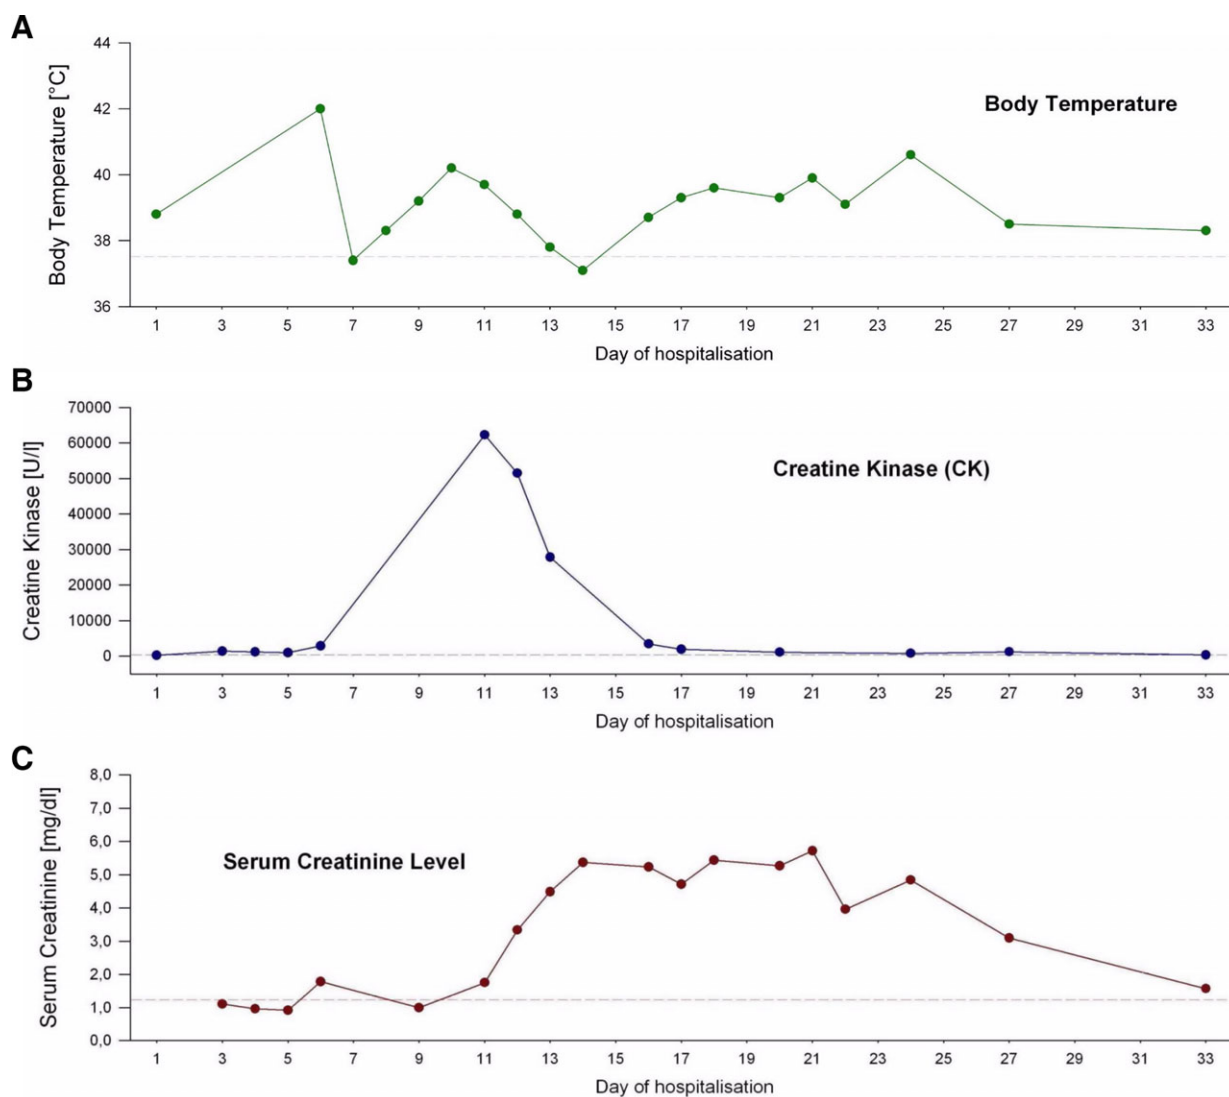 A
Body Temperature [°C]
44
42
40
38
36
Body Temperature
1 3 5 7 9 11 13 15 17 19 21 23 25 27 29 31 33
Day of hospitalisation
B
Creatine Kinase [U/l]
70000
60000
50000
40000
30000
20000
10000
0
Creatine Kinase (CK)
1 3 5 7 9 11 13 15 17 19 21 23 25 27 29 31 33
Day of hospitalisation
C
Serum Creatinine [mg/dl]
8,0
7,0
6,0
5,0
4,0
3,0
2,0
1,0
0,0
Serum Creatinine Level
1 3 5 7 9 11 13 15 17 19 21 23 25 27 29 31 33
Day of hospitalisation